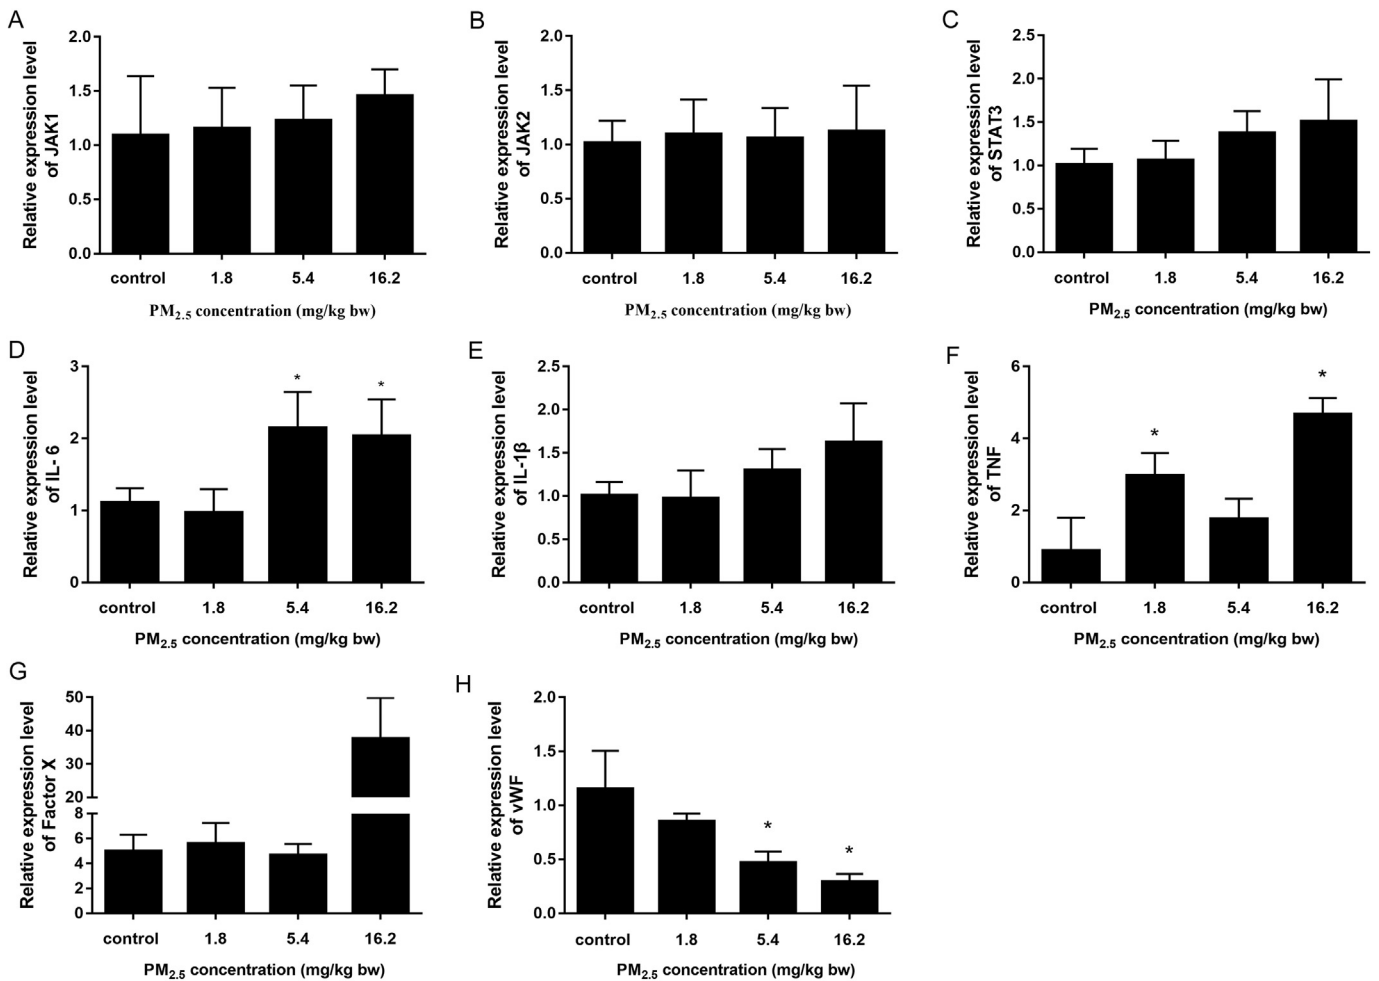 A
Relative expression level
of JAK1
2.0
1.5
1.0
0.5
0.0
control 1.8 5.4 16.2
PM2.5 concentration (mg/kg bw)
B
Relative expression level
of JAK2
2.0
1.5
1.0
0.5
0.0
control 1.8 5.4 16.2
PM2.5 concentration (mg/kg bw)
C
Relative expression level
of STAT3
2.5
2.0
1.5
1.0
0.5
0.0
control 1.8 5.4 16.2
PM2.5 concentration (mg/kg bw)
D
Relative expression level
of IL- 6
3
2
1
0
* *
control 1.8 5.4 16.2
PM2.5 concentration (mg/kg bw)
E
Relative expression level
of IL-1β
2.5
2.0
1.5
1.0
0.5
0.0
control 1.8 5.4 16.2
PM2.5 concentration (mg/kg bw)
F
Relative expression level
of TNF
6
4
2
0
* *
control 1.8 5.4 16.2
PM2.5 concentration (mg/kg bw)
G
Relative expression level
of Factor X
50
40
30
20
8
6
4
2
0
control 1.8 5.4 16.2
PM2.5 concentration (mg/kg bw)
H
Relative expression level
of vWF
2.0
1.5
1.0
0.5
0.0
* *
control 1.8 5.4 16.2
PM2.5 concentration (mg/kg bw)